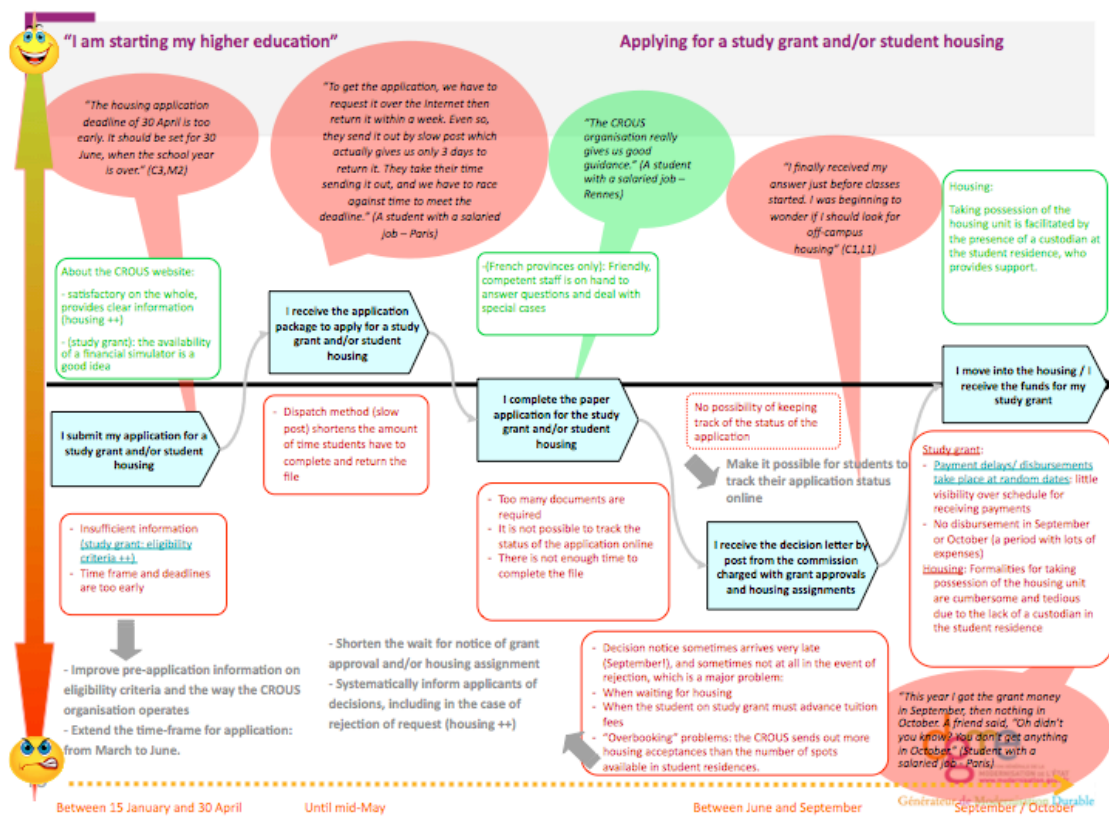 “I am starting my higher education”
Applying for a study grant and/or student housing
“The housing application
deadline of 30 April is too
early. It should be set for 30
June, when the school year
is over.” (C3,M2)
“To get the application, we have to
request it over the Internet then
return it within a week. Even so,
they send it out by slow post which
actually gives us only 3 days to
return it. They take their time
sending it out, and we have to race
against time to meet the
deadline.” (A student with a salaried
job – Paris)
“The CROUS
organisation really
gives us good
guidance.” (A student
with a salaried job –
Rennes)
“I finally received my
answer just before classes
started. I was beginning to
wonder if I should look for
off-campus
housing” (C1,L1)
Housing:
Taking possession of the
housing unit is facilitated by
the presence of a custodian at
the student residence, who
provides support.
About the CROUS website:
- satisfactory on the whole,
provides clear information
(housing ++)
- (study grant): the availability
of a financial simulator is a
good idea
I receive the application
package to apply for a study
grant and/or student
housing
-(French provinces only): Friendly,
competent staff is on hand to
answer questions and deal with
special cases
I submit my application for a
study grant and/or student
housing
- Dispatch method (slow
post) shortens the amount
of time students have to
complete and return the
file
I complete the paper
application for the study
grant and/or student
housing
No possibility of keeping
track of the status of the
application
Make it possible for students to
track their application status
online
I move into the housing / I
receive the funds for my
study grant
- Insufficient information
(study grant: eligibility
criteria ++)
- Time frame and deadlines
are too early
- Too many documents are
required
- It is not possible to track the
status of the application online
- There is not enough time to
complete the file
I receive the decision letter by
post from the commission
charged with grant approvals
and housing assignments
Study grant:
- Payment delays/ disbursements
take place at random dates: little
visibility over schedule for
receiving payments
- No disbursement in September
or October (a period with lots of
expenses)
Housing: Formalities for taking
possession of the housing unit
are cumbersome and tedious
due to the lack of a custodian in
the student residence
- Improve pre-application information on
eligibility criteria and the way the CROUS
organisation operates
- Extend the time-frame for application:
from March to June.
- Shorten the wait for notice of grant
approval and/or housing assignment
- Systematically inform applicants of
decisions, including in the case of
rejection of request (housing ++)
- Decision notice sometimes arrives very late
(September!), and sometimes not at all in the event of
rejection, which is a major problem:
- When waiting for housing
- When the student on study grant must advance tuition
fees
- “Overbooking” problems: the CROUS sends out more
housing acceptances than the number of spots
available in student residences.
“This year I got the grant money
in September, then nothing in
October. A friend said, “Oh didn’t
you know? You don’t get anything
in October.” (Student with a
salaried job - Paris)
MODERNISATION DE L'ÉTAT
Générateur de Modernisation Durable
Between 15 January and 30 April
Until mid-May
Between June and September
September / October